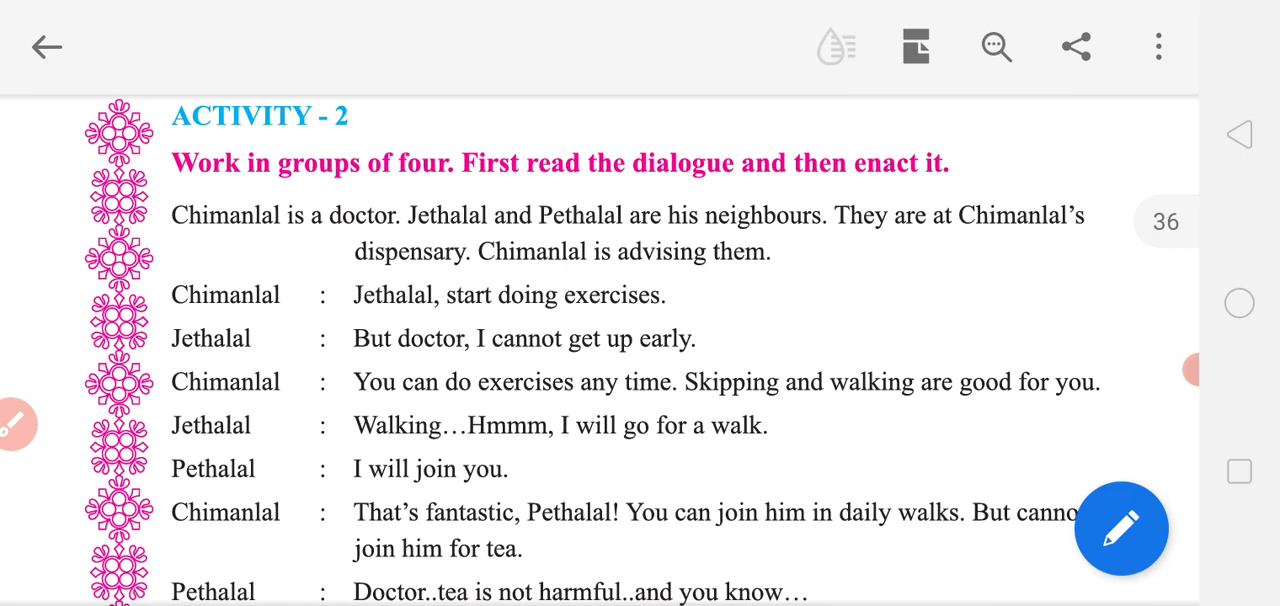 ACTIVITY - 2
36
Work in groups of four. First read the dialogue and then enact it.
Chimanlal is a doctor. Jethalal and Pethalal are his neighbours. They are at Chimanlal's
dispensary. Chimanlal is advising them.
Chimanlal : Jethalal, start doing exercises.
Jethalal : But doctor, I cannot get up early.
Chimanlal : You can do exercises any time. Skipping and walking are good for you.
Jethalal : Walking...Hmmm, I will go for a walk.
Pethalal : I will join you.
Chimanlal : That's fantastic, Pethalal! You can join him in daily walks. But
join him for tea.
Pethalal : Doctor..tea is not harmful..and you know...